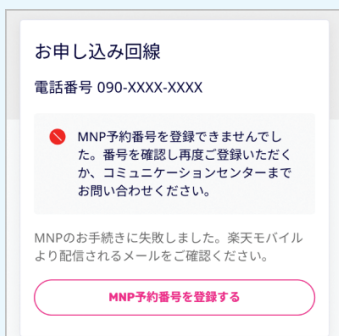 お申し込み回線
電話番号 090-XXXX-XXXX
MNP予約番号を登録できませんでし
た。番号を確認し再度ご登録いただく
か、コミュニケーションセンターまで
お問い合わせください。
MNPのお手続きに失敗しました。楽天モバイル
より配信されるメールをご確認ください。
MNP予約番号を登録する